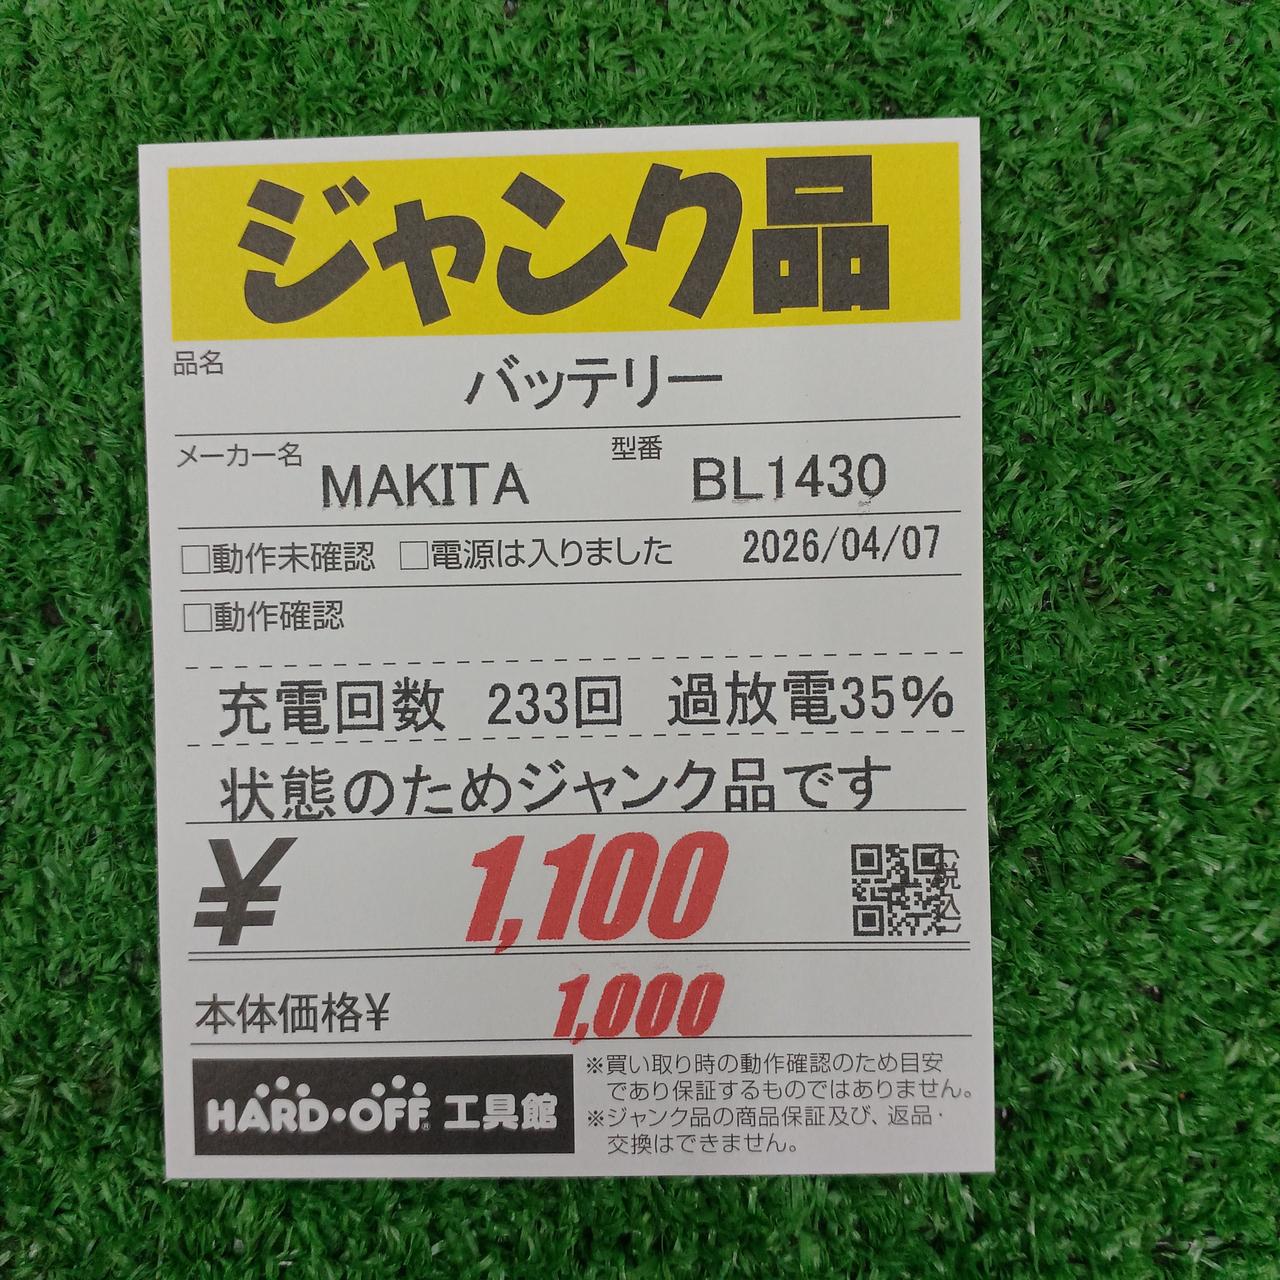 ジャンク品
品名 バッテリー
メーカー名 MAKITA 型番 BL1430
□動作未確認 □電源は入りました 2026/04/07
□動作確認
充電回数 233回 過放電35%
状態のためジャンク品です
¥ 1,100 (税込)
本体価格¥ 1,000
HARD・OFF 工具館
※買い取り時の動作確認のため目安
であり保証するものではありません。
※ジャンク品の商品保証及び、返品・
交換はできません。